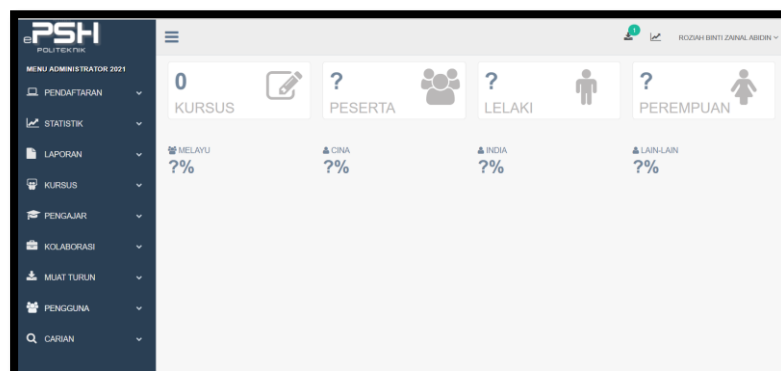 ePSH
POLITEKNIK
MENU ADMINISTRATOR 2021
PENDAFTARAN
STATISTIK
LAPORAN
KURSUS
PENGAJAR
KOLABORASI
MUAT TURUN
PENGGUNA
CARIAN
1
ROZIAH BINTI ZAINAL ABIDIN
0
KURSUS
?
PESERTA
?
LELAKI
?
PEREMPUAN
MELAYU
?%
CINA
?%
INDIA
?%
LAIN-LAIN
?%